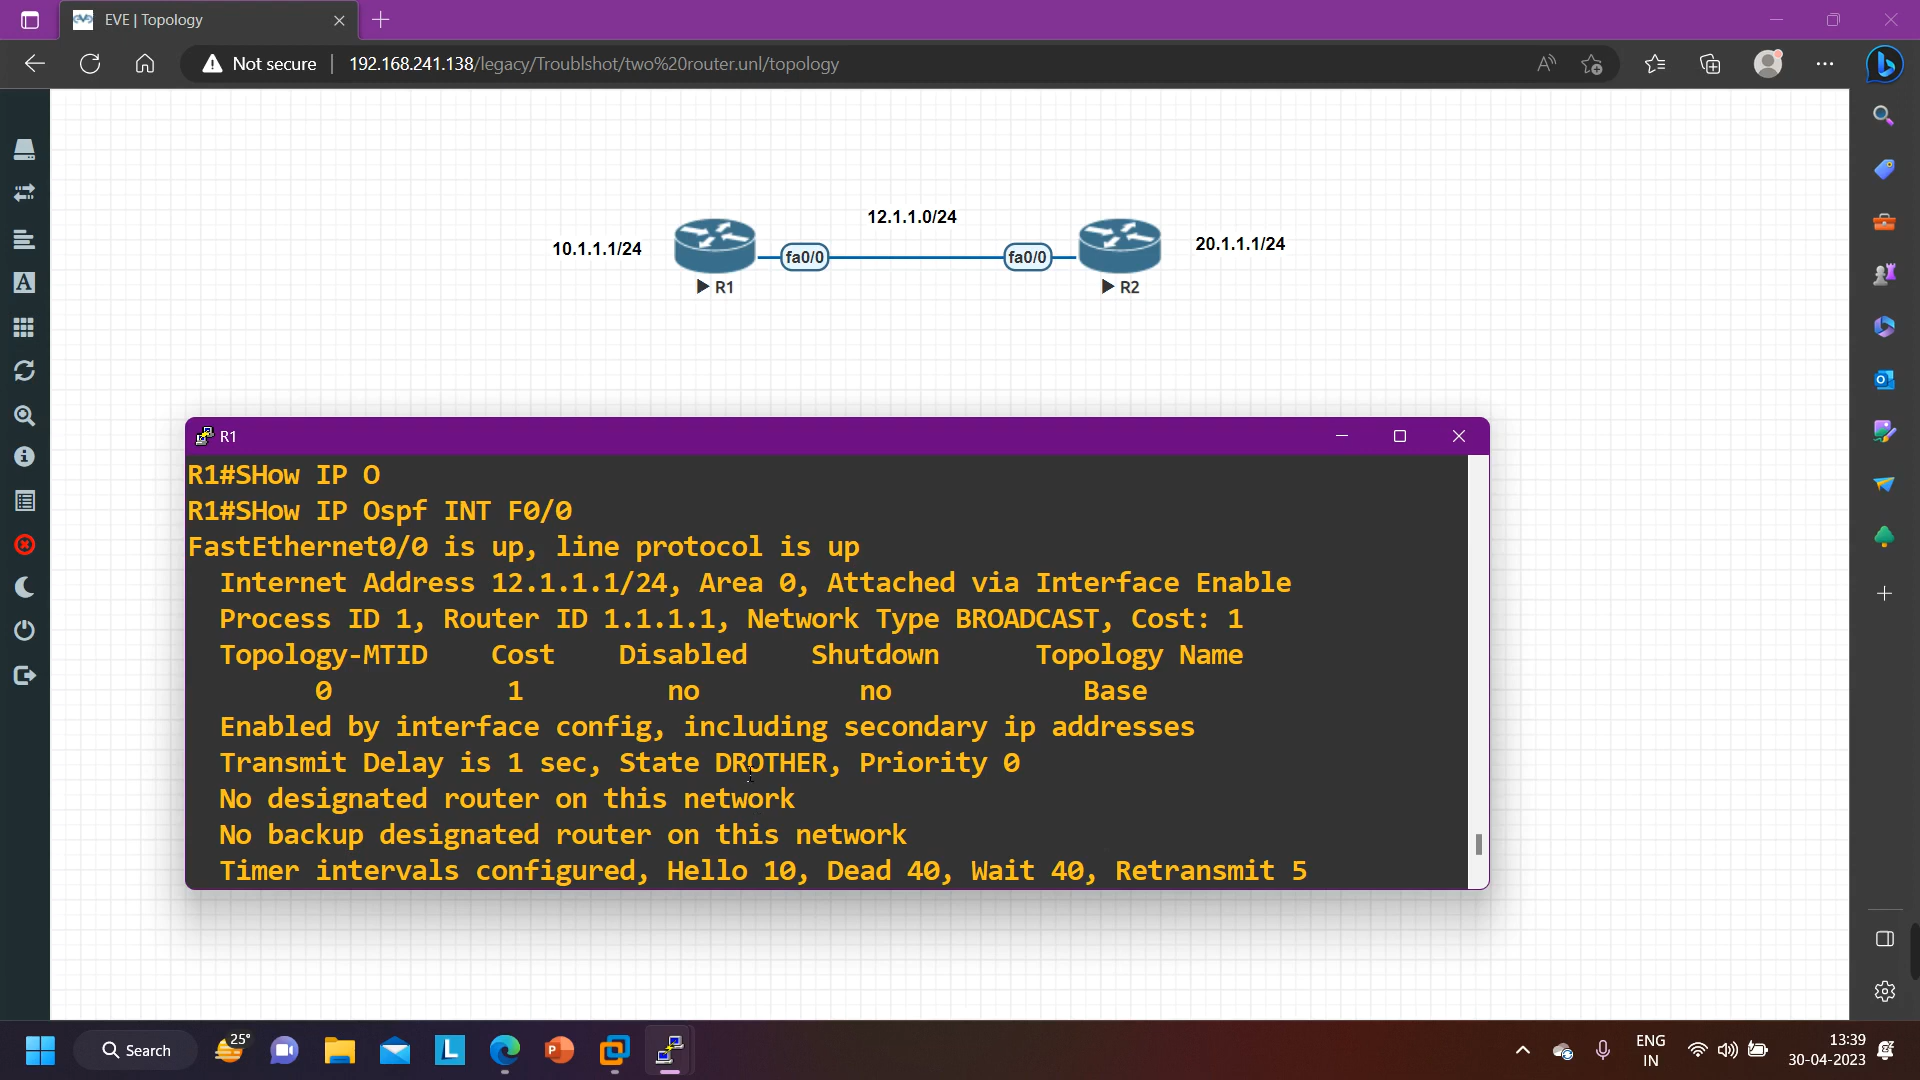 EVE | Topology
Not secure
192.168.241.138/legacy/Troublshot/two%20router.unl/topology
12.1.1.0/24
10.1.1.1/24
fa0/0
fa0/0
20.1.1.1/24
R1
R2
R1
R1#SHow IP O
R1#SHow IP Ospf INT F0/0
FastEthernet0/0 is up, line protocol is up
Internet Address 12.1.1.1/24, Area 0, Attached via Interface Enable
Process ID 1, Router ID 1.1.1.1, Network Type BROADCAST, Cost: 1
Topology-MTID Cost Disabled Shutdown Topology Name
0 1 no no Base
Enabled by interface config, including secondary ip addresses
Transmit Delay is 1 sec, State DROTHER, Priority 0
No designated router on this network
No backup designated router on this network
Timer intervals configured, Hello 10, Dead 40, Wait 40, Retransmit 5
Search
25°
ENG
IN
13:39
30-04-2023